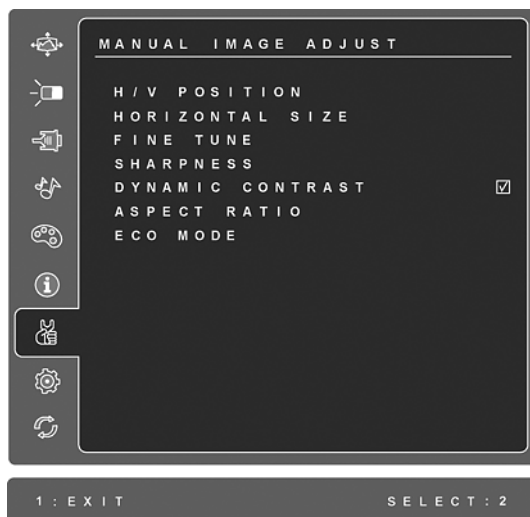 MANUAL IMAGE ADJUST
H/V POSITION
HORIZONTAL SIZE
FINE TUNE
SHARPNESS
DYNAMIC CONTRAST
ASPECT RATIO
ECO MODE
1:EXIT SELECT:2